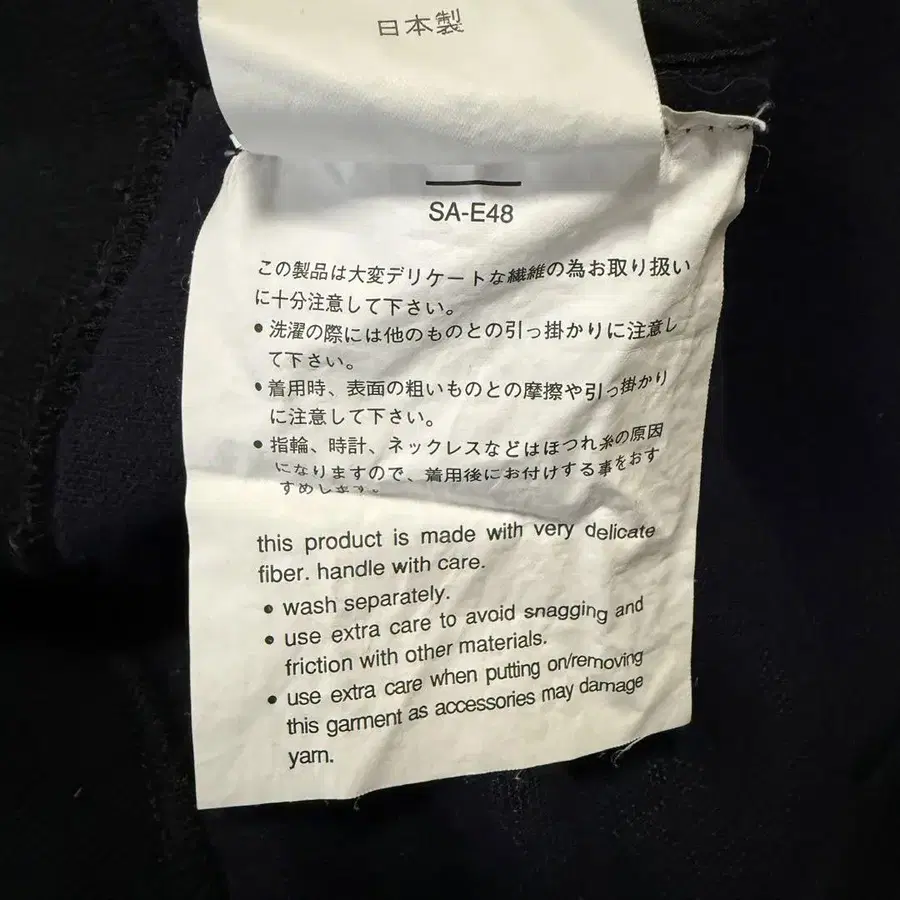 日本製
SA-E48
この製品は大変デリケートな繊維の為お取り扱い
に十分注意して下さい。
• 洗濯の際には他のものとの引っ掛かりに注意し
て下さい。
• 着用時、表面の粗いものとの摩擦や引っ掛かり
に注意して下さい。
• 指輪、時計、ネックレスなどはほつれ糸の原因
になりますので、着用後にお付けする事をおす
すめします。
this product is made with very delicate
fiber. handle with care.
• wash separately.
• use extra care to avoid snagging and
friction with other materials.
• use extra care when putting on/removing
this garment as accessories may damage
yarn.